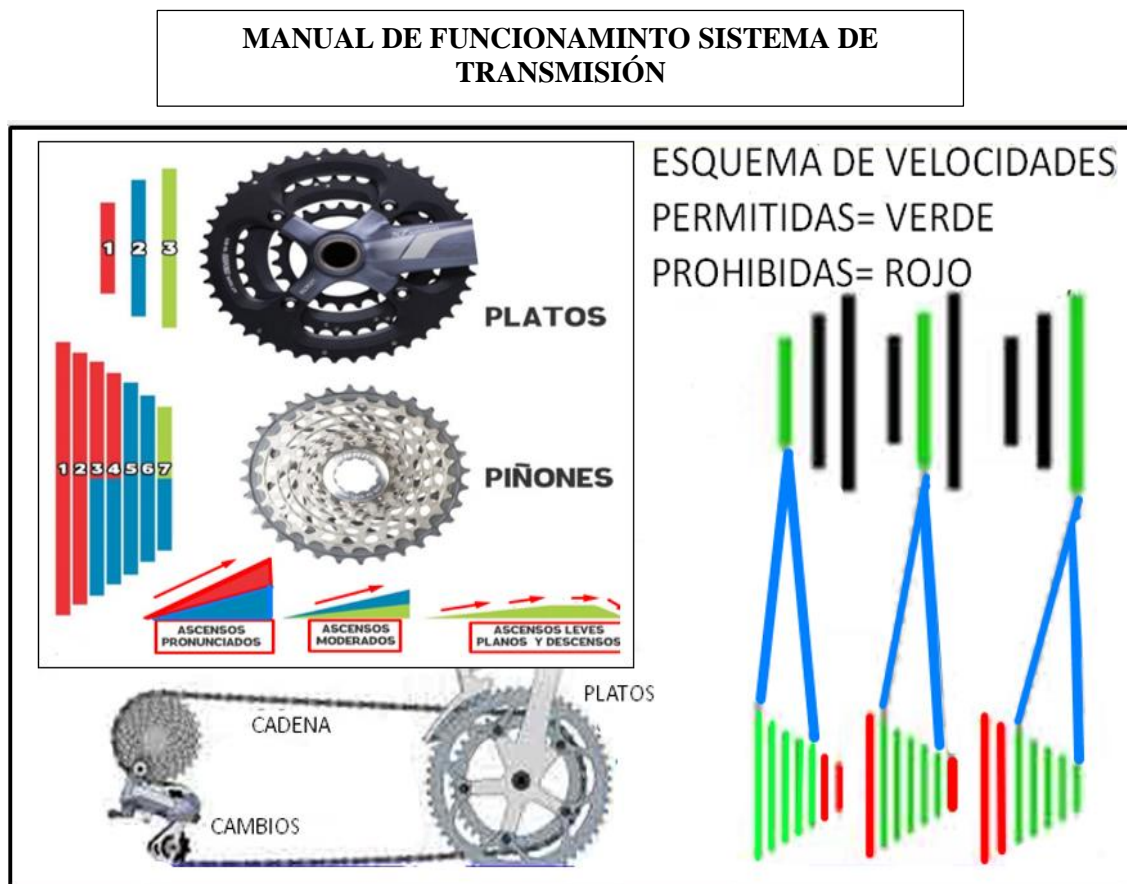 MANUAL DE FUNCIONAMINTO SISTEMA DE
TRANSMISIÓN
1 2 3
PLATOS
1 2 3 4 5 6 7
PIÑONES
ASCENSOS
PRONUNCIADOS
ASCENSOS
MODERADOS
ASCENSOS LEVES
PLANOS Y DESCENSOS
ESQUEMA DE VELOCIDADES
PERMITIDAS= VERDE
PROHIBIDAS= ROJO
PLATOS
CADENA
CAMBIOS